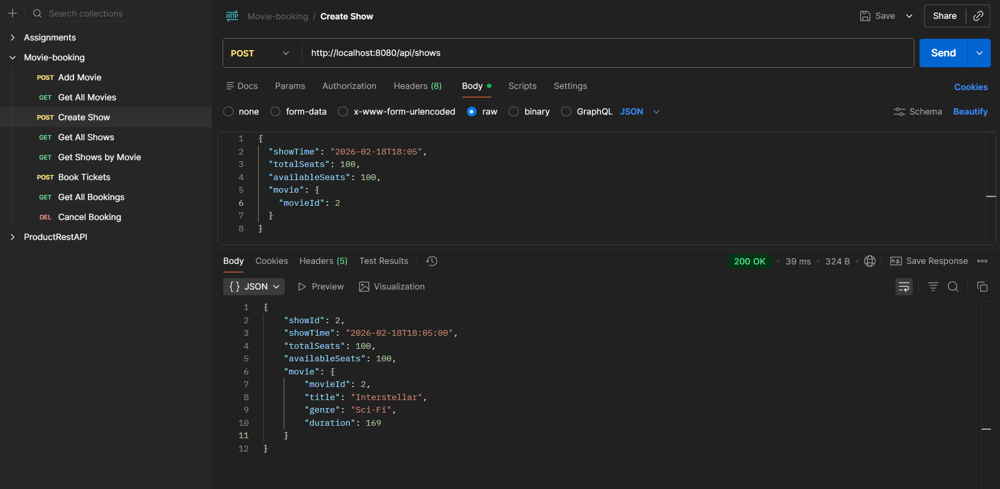 Search collections
Assignments
Movie-booking
POST Add Movie
GET Get All Movies
POST Create Show
GET Get All Shows
GET Get Shows by Movie
POST Book Tickets
GET Get All Bookings
DEL Cancel Booking
ProductRestAPI
HTTP Movie-booking / Create Show
Save Share
POST http://localhost:8080/api/shows Send
Docs Params Authorization Headers (8) Body Scripts Settings Cookies
none form-data x-www-form-urlencoded raw binary GraphQL JSON Schema Beautify
1 {
2 "showTime": "2026-02-18T18:05",
3 "totalSeats": 100,
4 "availableSeats": 100,
5 "movie": {
6 "movieId": 2
7 }
8 }
Body Cookies Headers (5) Test Results 200 OK • 39 ms • 324 B • e.g. Save Response
{} JSON Preview Visualization
1 {
2 "showId": 2,
3 "showTime": "2026-02-18T18:05:00",
4 "totalSeats": 100,
5 "availableSeats": 100,
6 "movie": {
7 "movieId": 2,
8 "title": "Interstellar",
9 "genre": "Sci-Fi",
10 "duration": 169
11 }
12 }